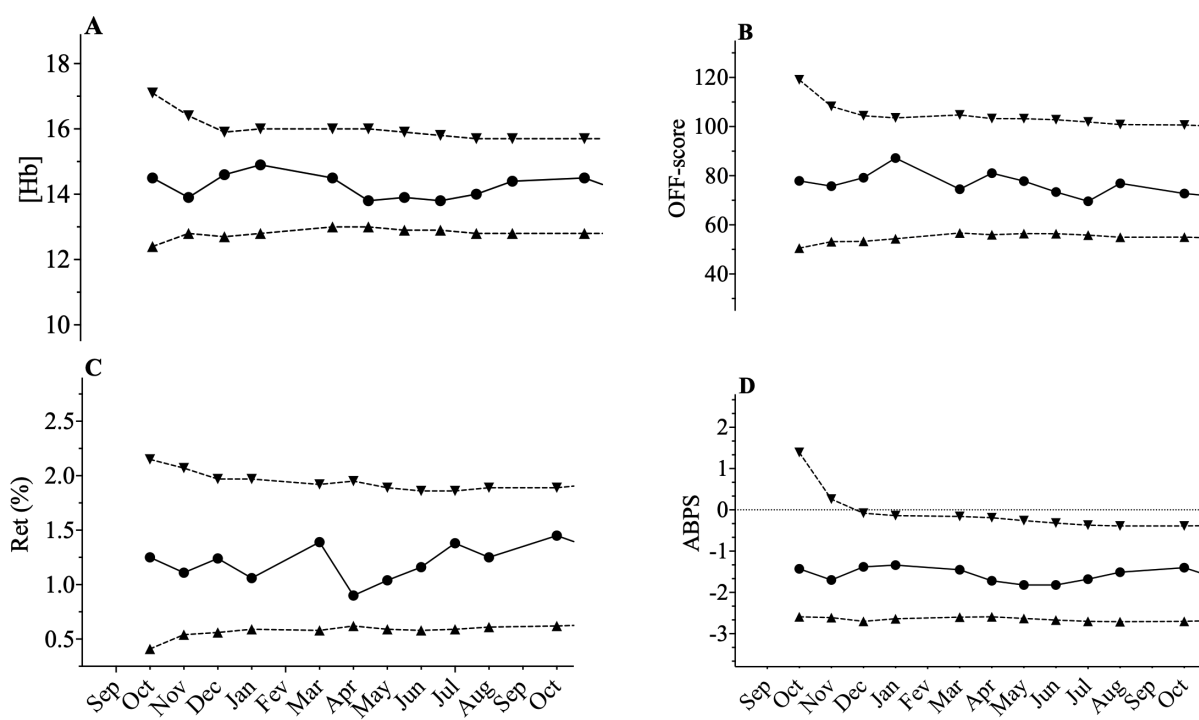 A
[Hb]
18
16
14
12
10
B
OFF-score
120
100
80
60
40
C
Ret (%)
2.5
2.0
1.5
1.0
0.5
Sep Oct Nov Dec Jan Fev Mar Apr May Jun Jul Aug Sep Oct
D
ABPS
2
1
0
-1
-2
-3
Sep Oct Nov Dec Jan Fev Mar Apr May Jun Jul Aug Sep Oct